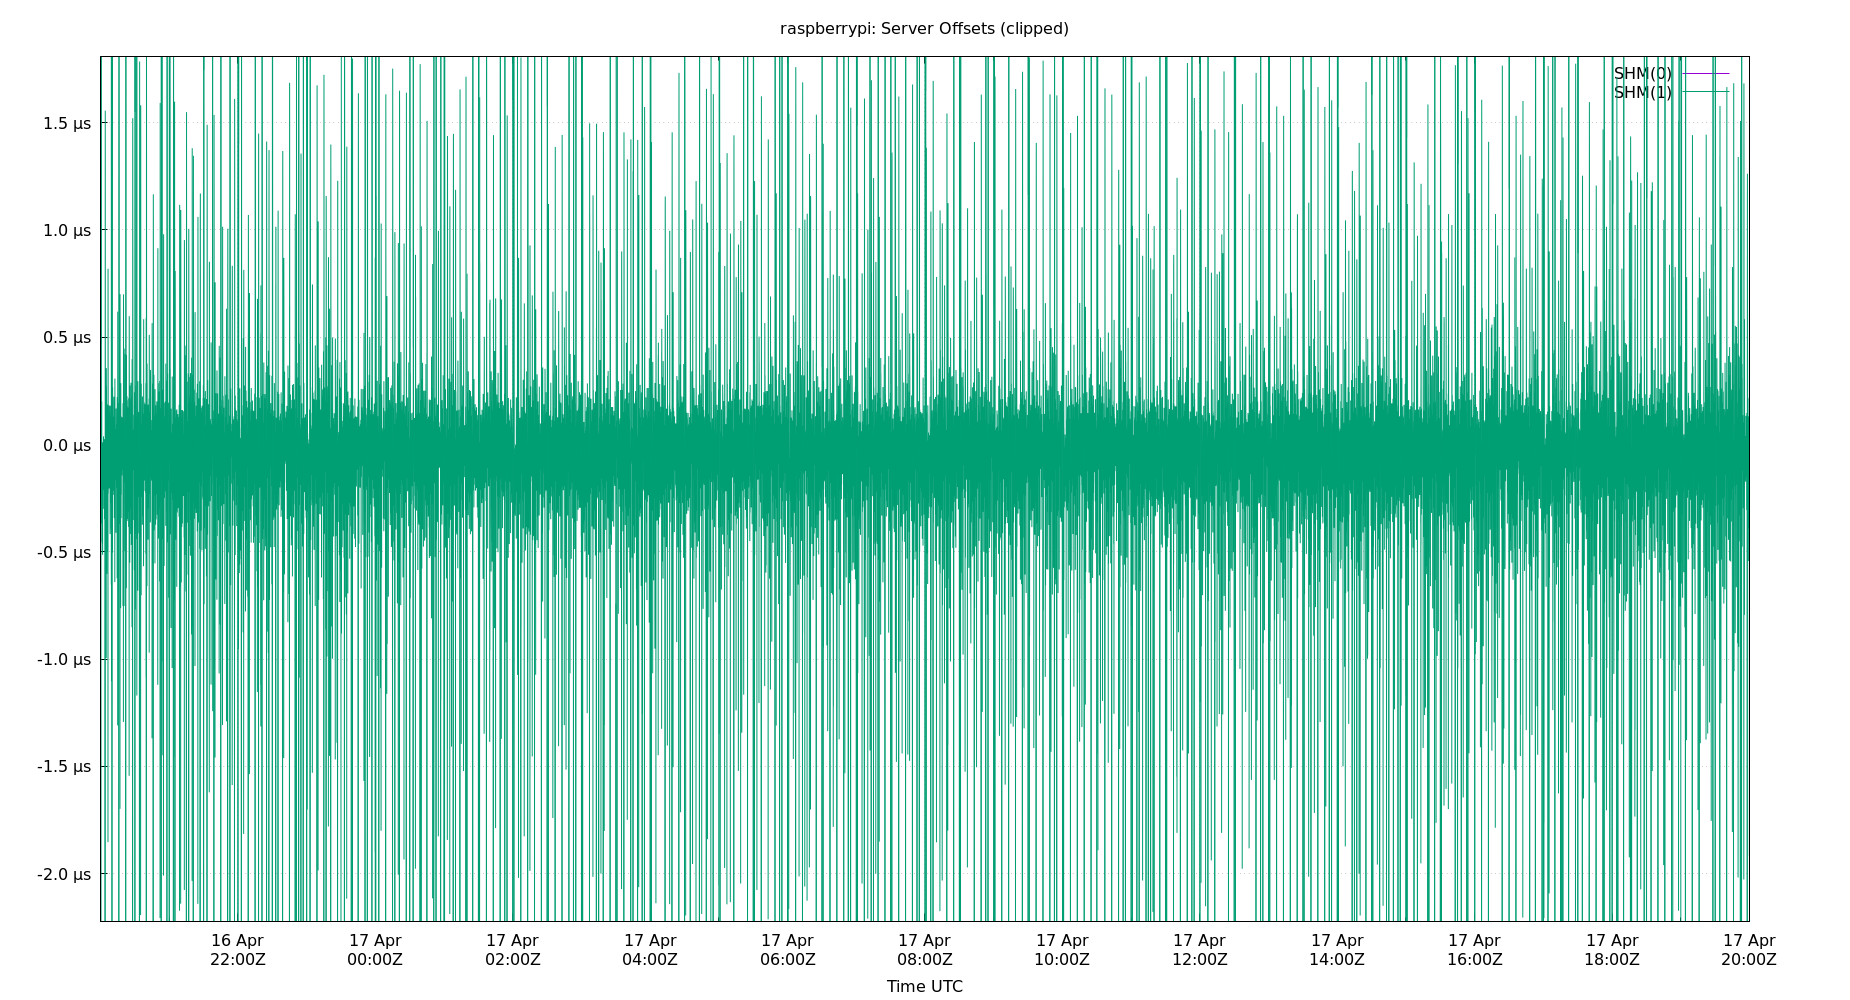 raspberrypi: Server Offsets (clipped)
SHM(0)
SHM(1)
1.5 µs
1.0 µs
0.5 µs
0.0 µs
-0.5 µs
-1.0 µs
-1.5 µs
-2.0 µs
16 Apr 17 Apr 17 Apr 17 Apr 17 Apr 17 Apr 17 Apr 17 Apr 17 Apr 17 Apr 17 Apr 17 Apr
22:00Z 00:00Z 02:00Z 04:00Z 06:00Z 08:00Z 10:00Z 12:00Z 14:00Z 16:00Z 18:00Z 20:00Z
Time UTC